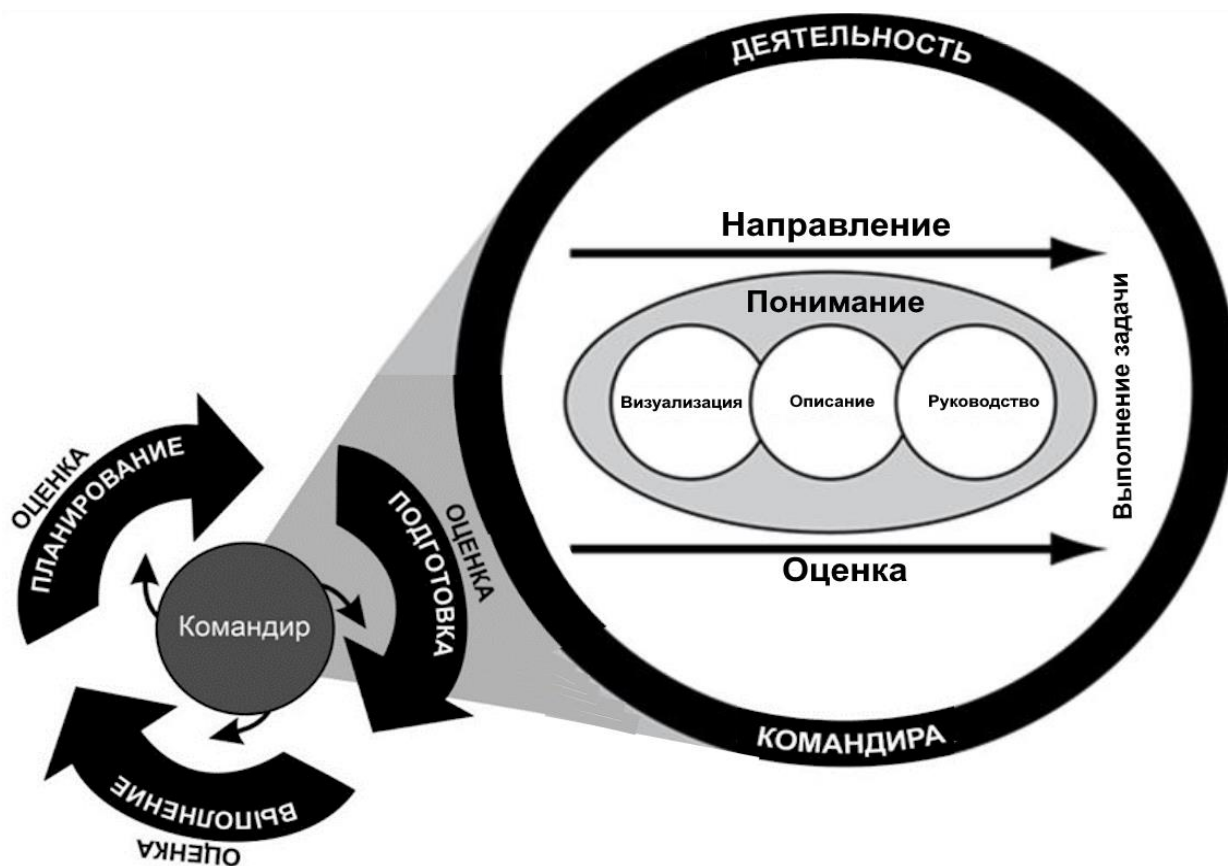 ДЕЯТЕЛЬНОСТЬ
Направление
Понимание
Визуализация
Описание
Руководство
Выполнение задачи
Оценка
КОМАНДИРА
ОЦЕНКА
ПЛАНИРОВАНИЕ
ПОДГОТОВКА
ОЦЕНКА
Командир
ВЫПОЛНЕНИЕ
ОЦЕНКА